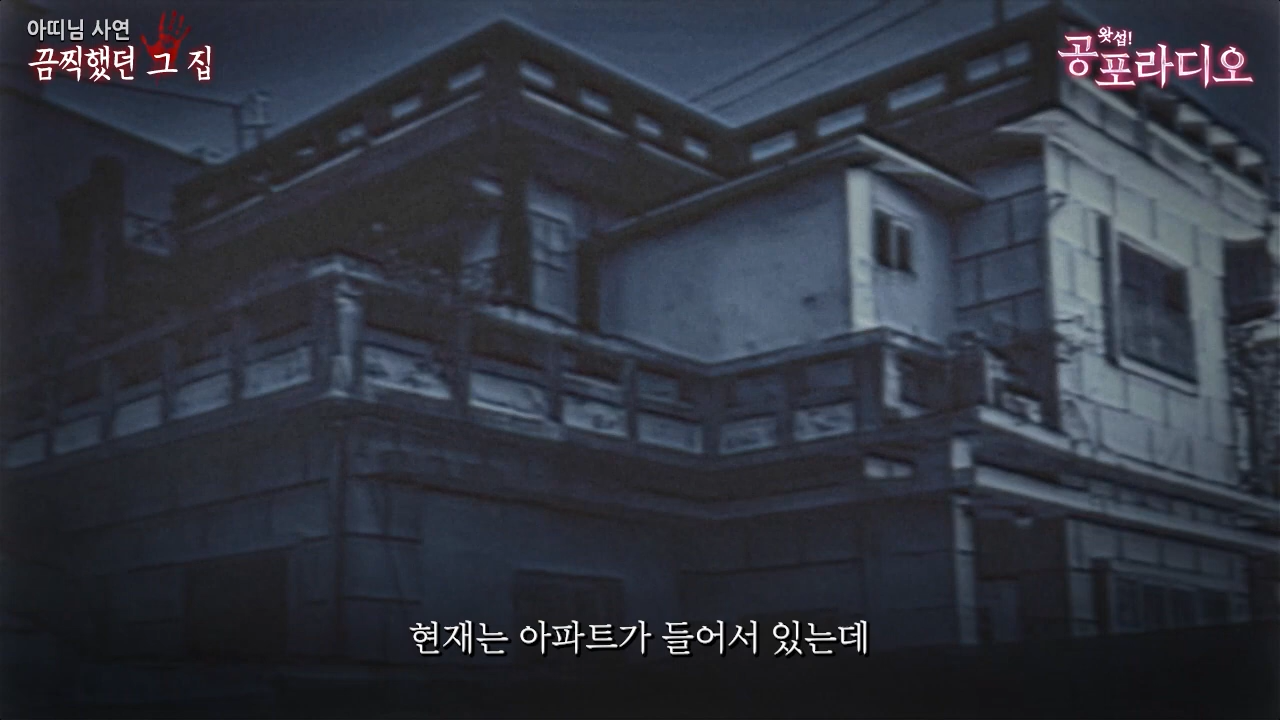 아띠님 사연
끔찍했던 그 집
왓섭!
공포라디오
현재는 아파트가 들어서 있는데